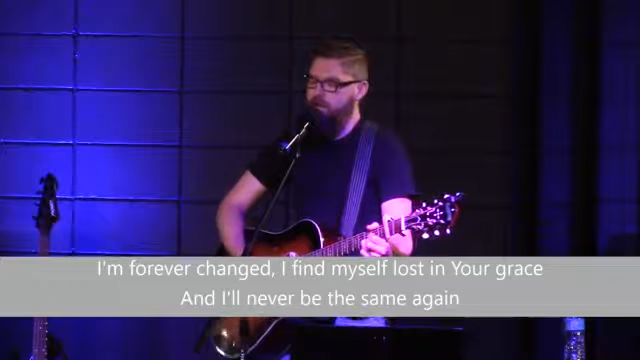 I'm forever changed, I find myself lost in Your grace
And I'll never be the same again